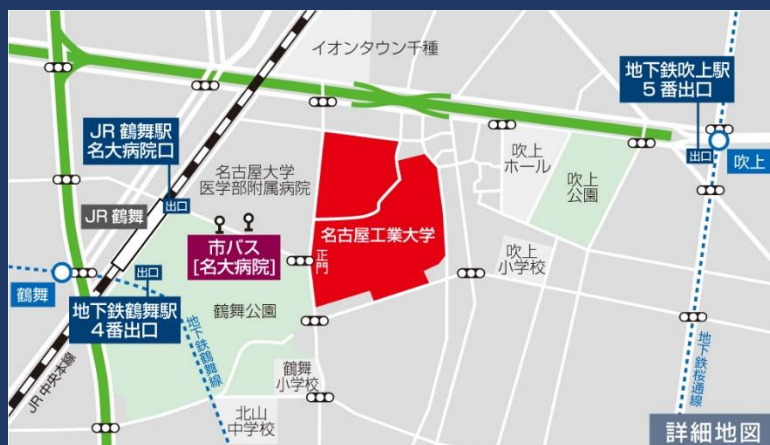 イオンタウン千種
地下鉄吹上駅
5番出口
JR鶴舞駅
名大病院口
出口
吹上
名古屋大学
医学部附属病院
吹上
ホール
吹上
公園
出口
JR鶴舞
市バス
[名大病院]
正門
名古屋工業大学
吹上
小学校
出口
鶴舞
地下鉄鶴舞駅
4番出口
鶴舞公園
地下鉄鶴舞線
地下鉄桜通線
JR中央本線
鶴舞
小学校
北山
中学校
詳細地図